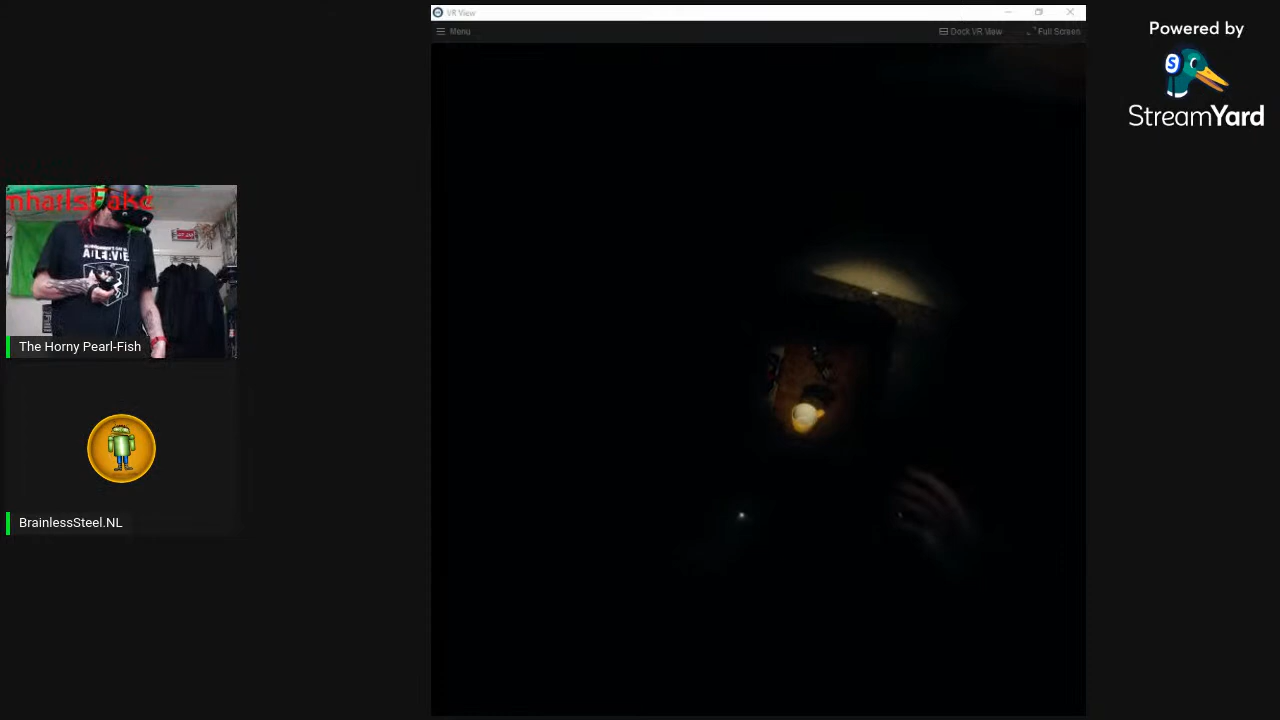 VR View
Menu
Dock VR View
Full Screen
Powered by
StreamYard
The Horny Pearl-Fish
BrainlessSteel.NL